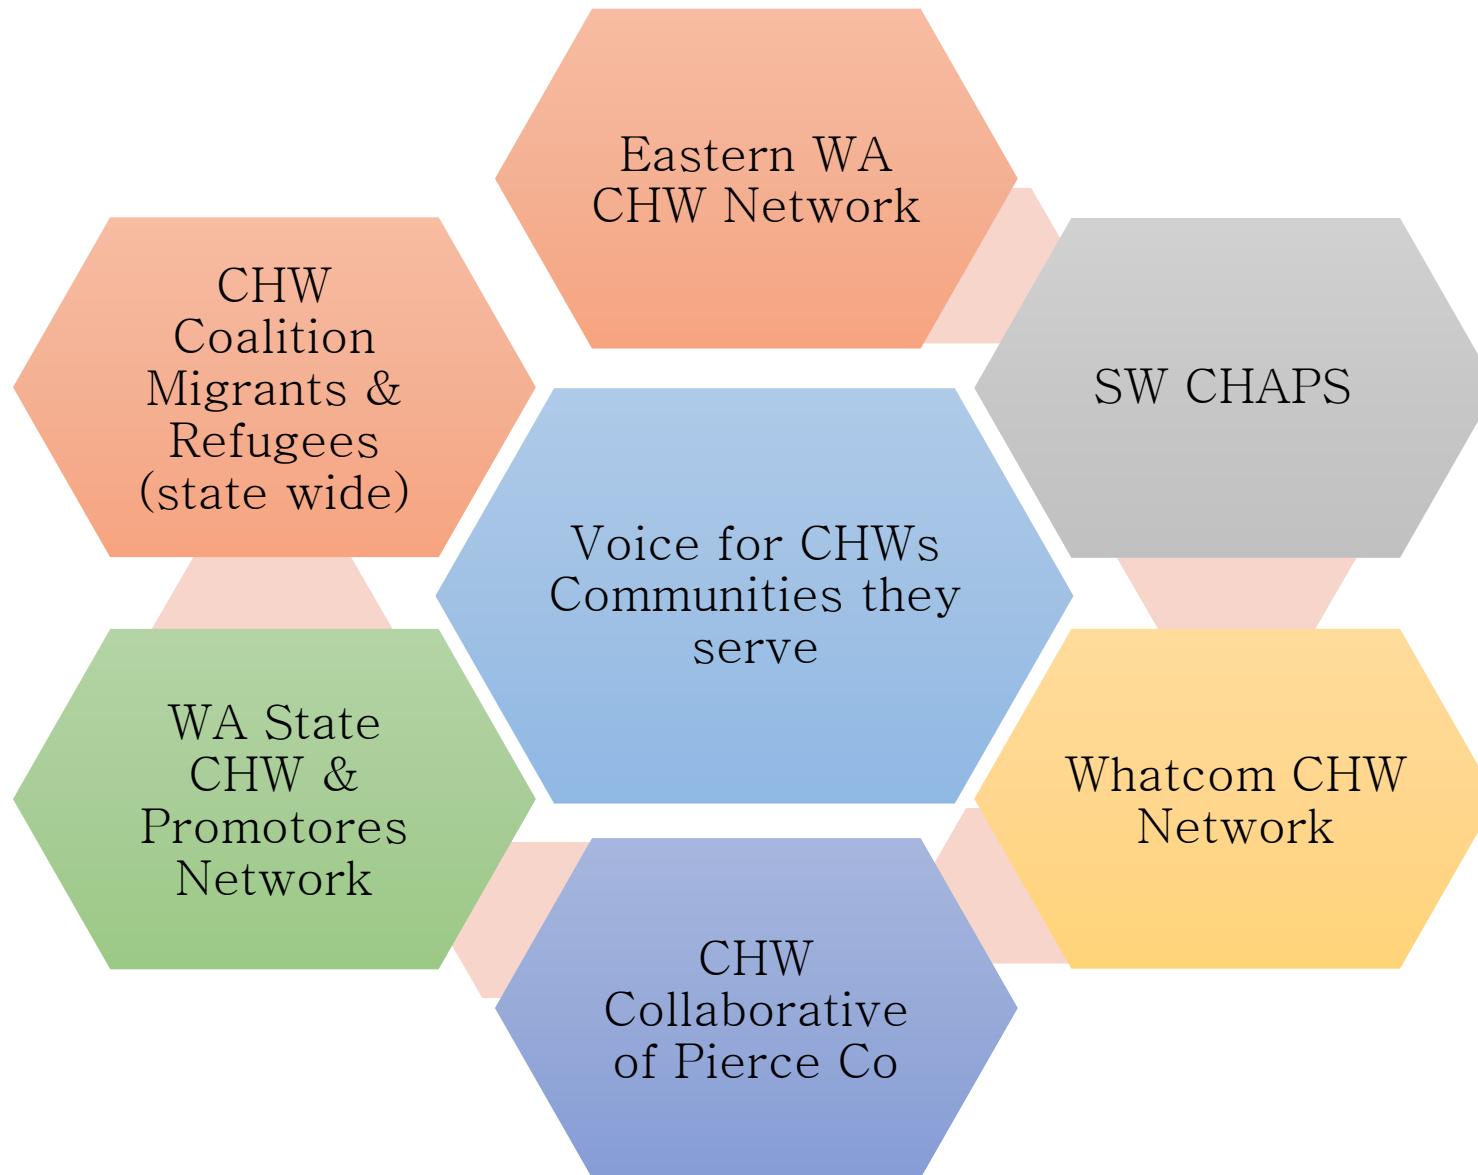 Eastern WA
CHW Network
CHW
Coalition
Migrants &
Refugees
(state wide)
SW CHAPS
Voice for CHWs
Communities they
serve
WA State
CHW &
Promotores
Network
Whatcom CHW
Network
CHW
Collaborative
of Pierce Co